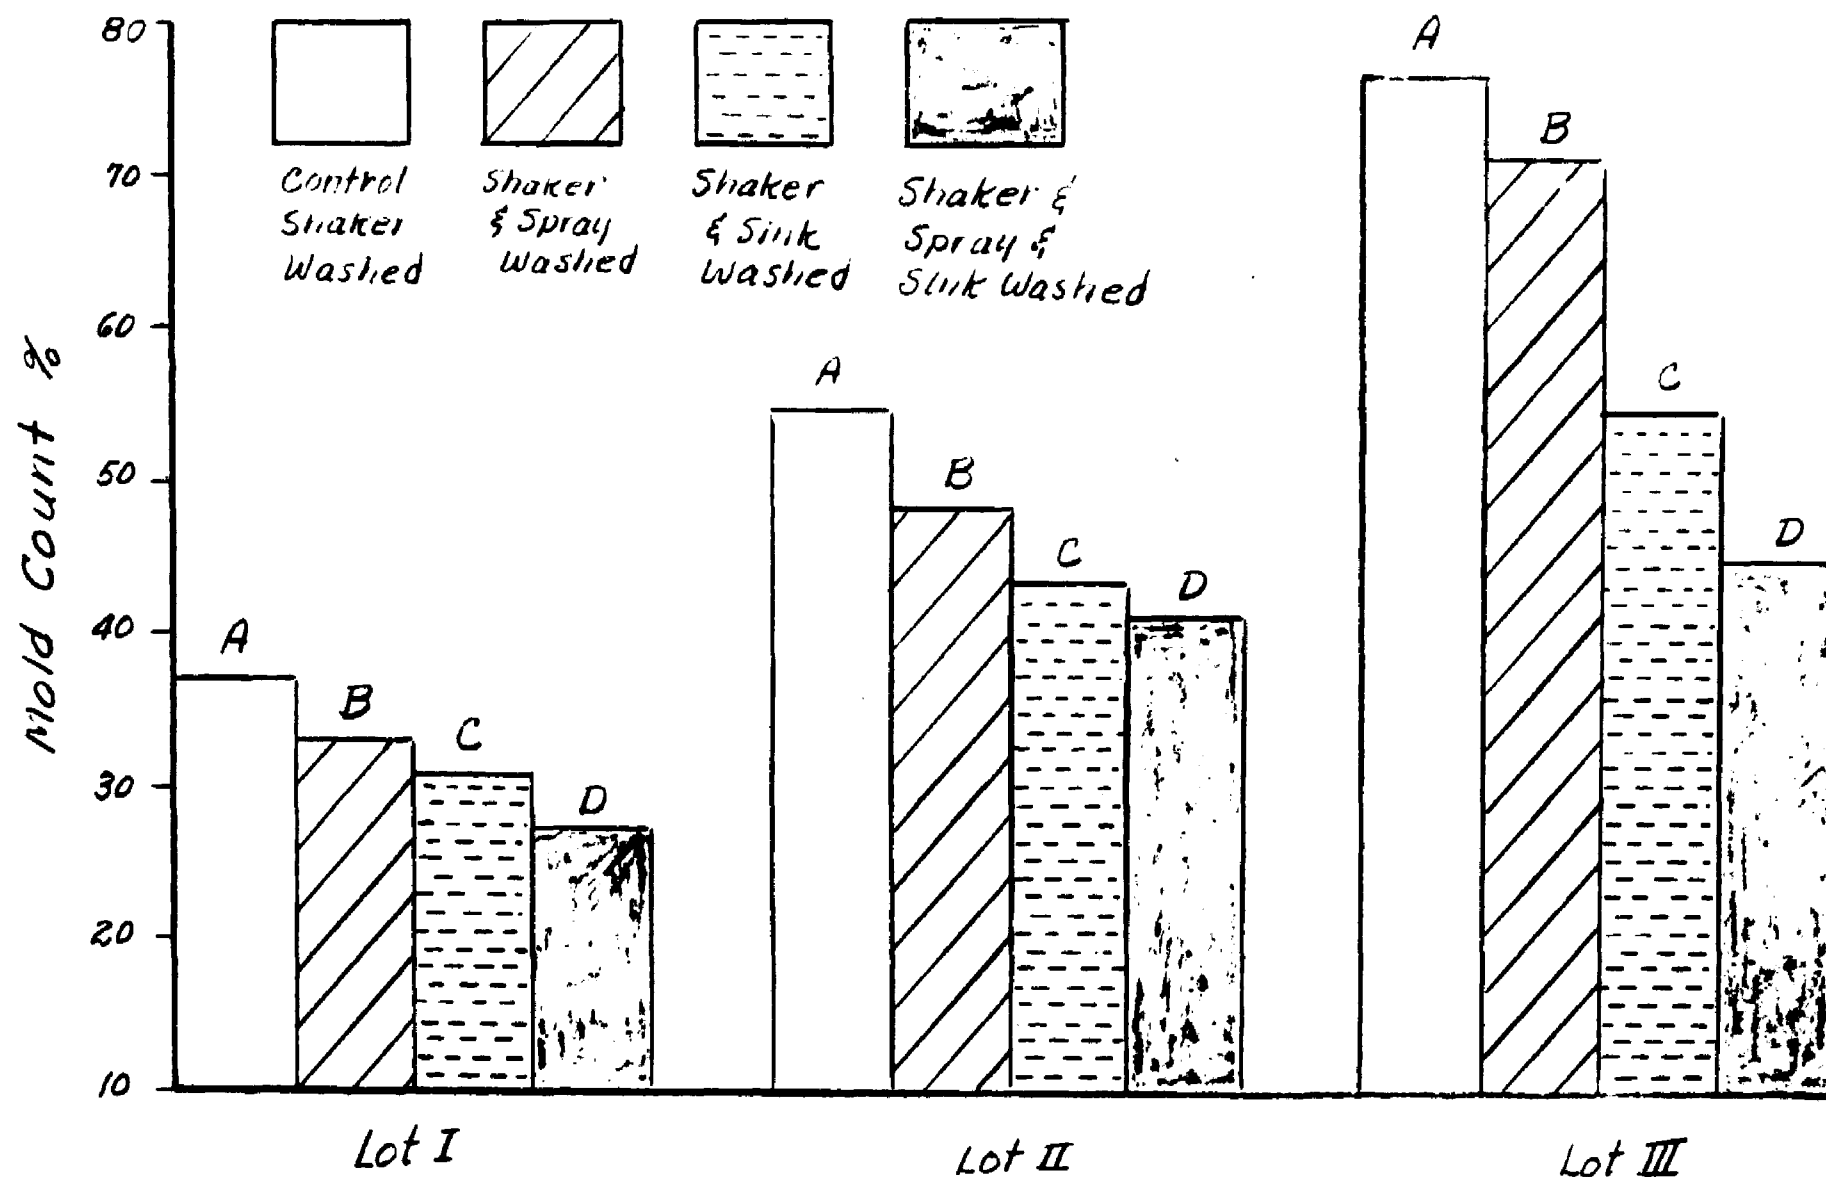 Mold Count %
80
70
60
50
40
30
20
10
Control
Shaker
Washed
Shaker
& Spray
Washed
Shaker
& Sink
Washed
Shaker &
Spray &
Sink Washed
A
B
C
D
A
B
C
D
A
B
C
D
Lot I
Lot II
Lot III